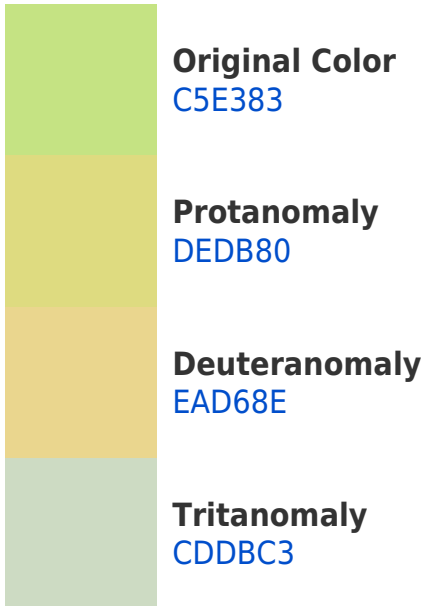 Original Color
C5E383
Protanomaly
DEDB80
Deuteranomaly
EAD68E
Tritanomaly
CDDBC3